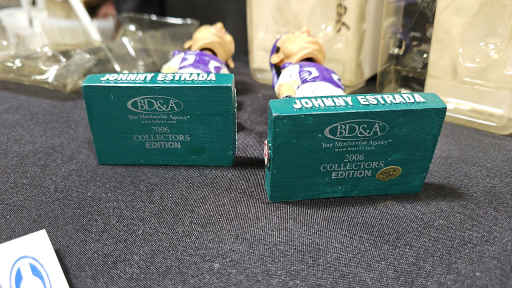 JOHNNY ESTRADA
BD&A
Your Merchandise Agency
2006
COLLECTORS
EDITION
JOHNNY ESTRADA
BD&A
Your Merchandise Agency
2006
COLLECTORS
EDITION